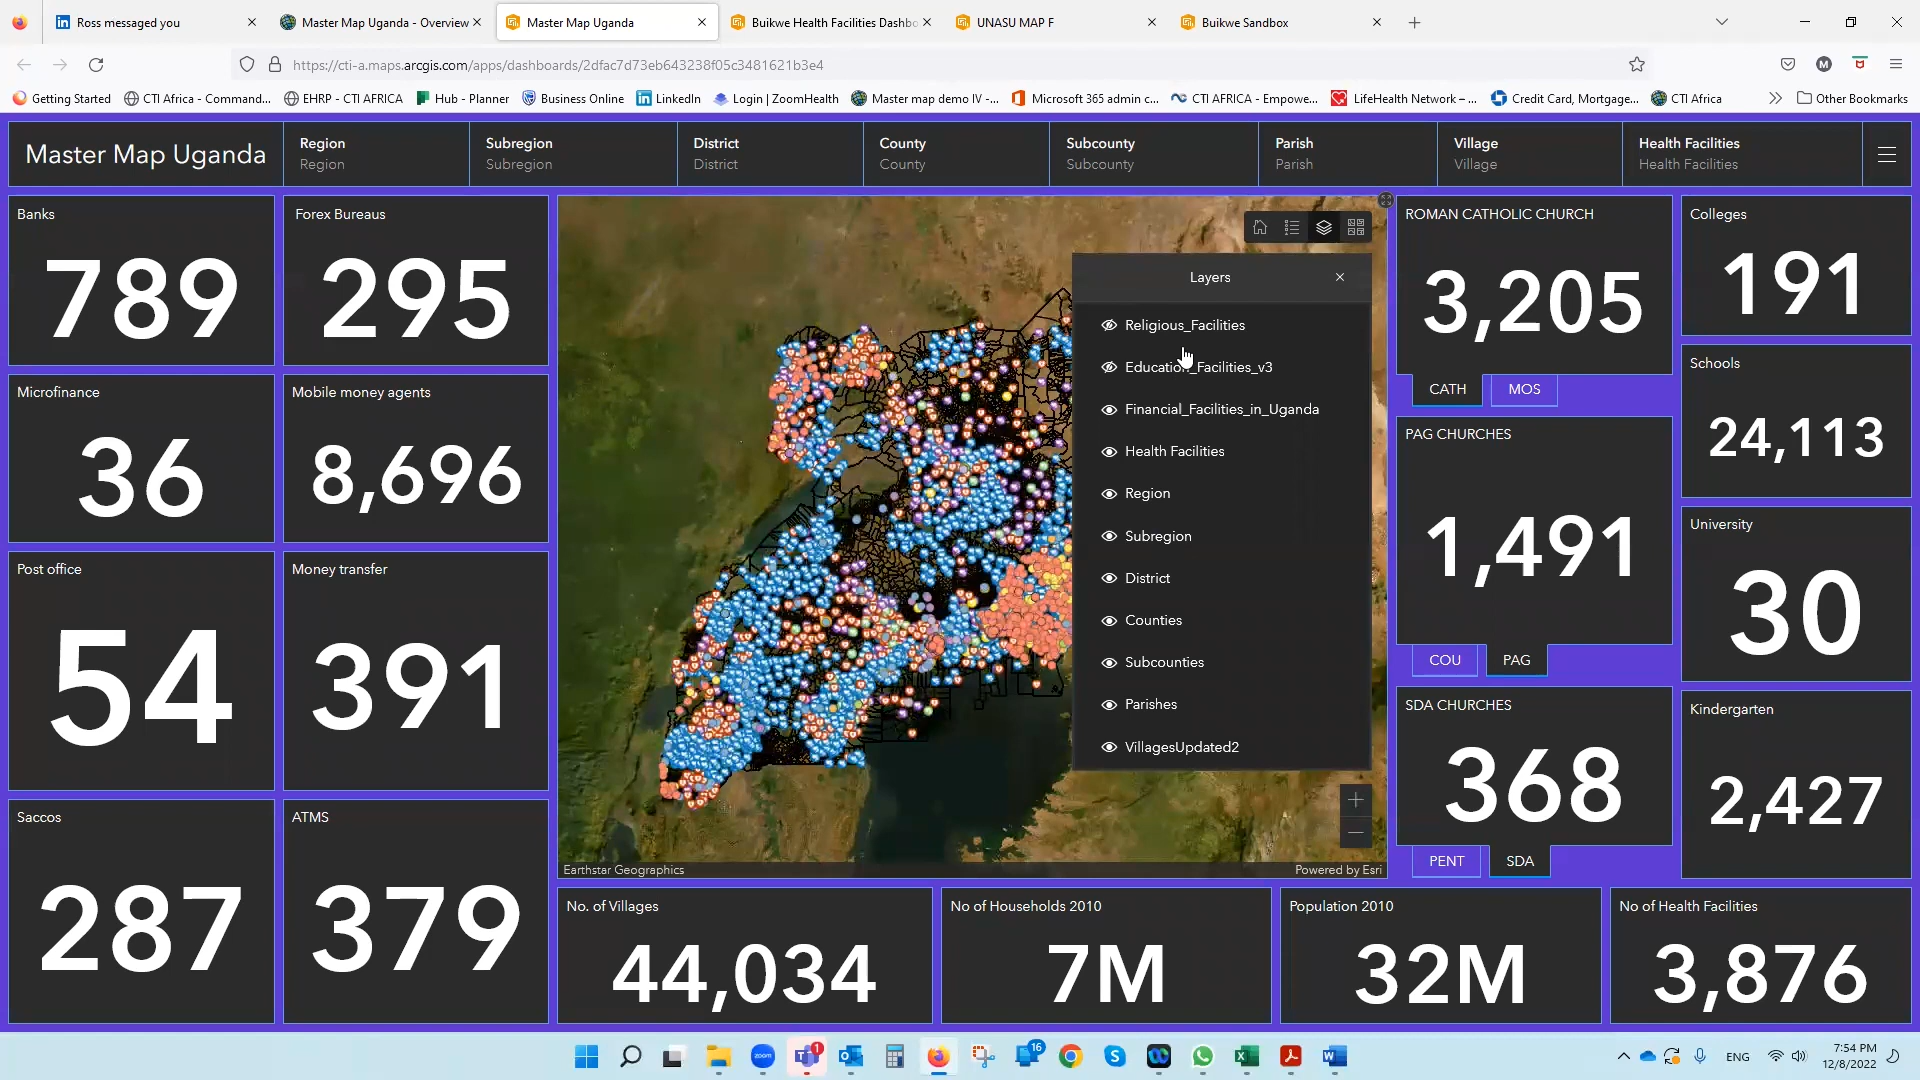 Ross messaged you
Master Map Uganda - Overview
Master Map Uganda
Buikwe Health Facilities Dashbo
UNASU MAP F
Buikwe Sandbox
https://cti-a.maps.arcgis.com/apps/dashboards/2dfac7d73eb643238f05c3481621b3e4
Getting Started
CTI Africa - Command...
EHRP - CTI AFRICA
Hub - Planner
Business Online
LinkedIn
Login | ZoomHealth
Master map demo IV -...
Microsoft 365 admin c...
CTI AFRICA - Empowe...
LifeHealth Network – ...
Credit Card, Mortgage...
CTI Africa
Other Bookmarks
Master Map Uganda
Region
Region
Subregion
Subregion
District
District
County
County
Subcounty
Subcounty
Parish
Parish
Village
Village
Health Facilities
Health Facilities
Banks
789
Forex Bureaus
295
Microfinance
36
Mobile money agents
8,696
Post office
54
Money transfer
391
Saccos
287
ATMS
379
Layers
Religious_Facilities
Education_Facilities_v3
Financial_Facilities_in_Uganda
Health Facilities
Region
Subregion
District
Counties
Subcounties
Parishes
VillagesUpdated2
Earthstar Geographics
Powered by Esri
ROMAN CATHOLIC CHURCH
3,205
CATH
MOS
PAG CHURCHES
1,491
COU
PAG
SDA CHURCHES
368
PENT
SDA
Colleges
191
Schools
24,113
University
30
Kindergarten
2,427
No. of Villages
44,034
No of Households 2010
7M
Population 2010
32M
No of Health Facilities
3,876
zoom
1
16
ENG
7:54 PM
12/8/2022